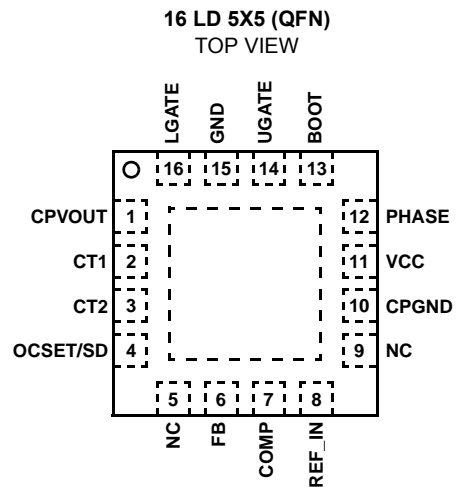 16 LD 5X5 (QFN)
TOP VIEW
LGATE
GND
UGATE
BOOT
16
15
14
13
CPVOUT 1
12 PHASE
CT1 2
11 VCC
CT2 3
10 CPGND
OCSET/SD 4
9 NC
5
6
7
8
NC
FB
COMP
REF_IN